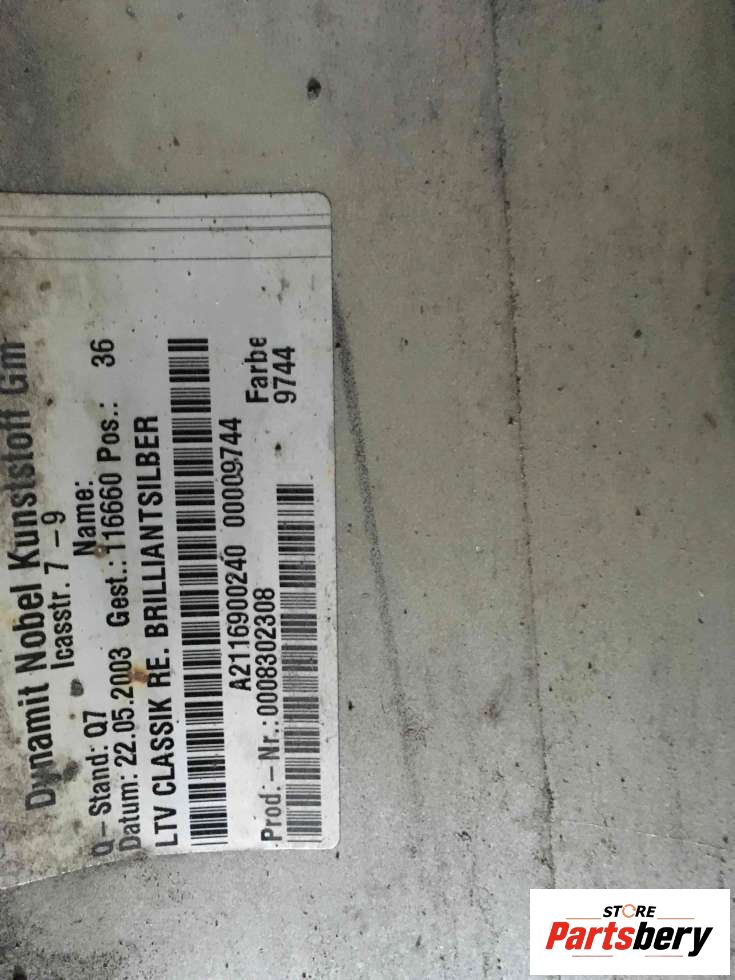 Dynamit Nobel Kunststoff Gm
Icasstr. 7 – 9
Q – Stand: Q7 Name:
Datum: 22.05.2003 Gest.: 116660 Pos.: 36
LTV CLASSIK RE. BRILLIANTSILBER
A2116900240 00009744
Farbe
Prod. – Nr.: 0008302308 9744
STORE
Partsbery